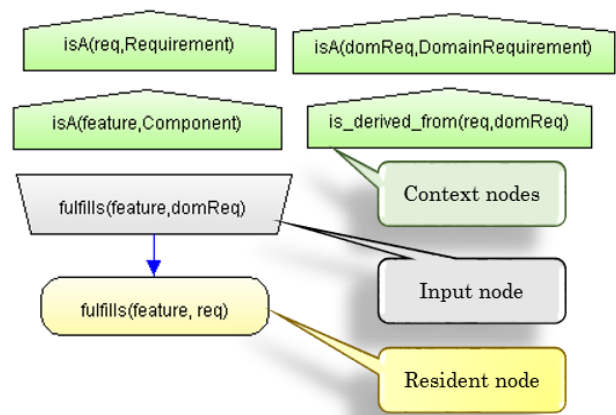 isA(req,Requirement)
isA(domReq,DomainRequirement)
isA(feature,Component)
is_derived_from(req,domReq)
fulfills(feature,domReq)
Context nodes
Input node
fulfills(feature, req)
Resident node